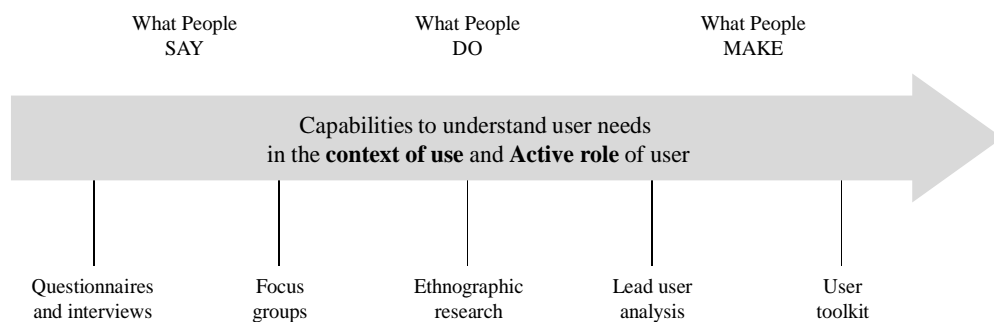 What People
SAY
What People
DO
What People
MAKE
Capabilities to understand user needs
in the context of use and Active role of user
Questionnaires
and interviews
Focus
groups
Ethnographic
research
Lead user
analysis
User
toolkit